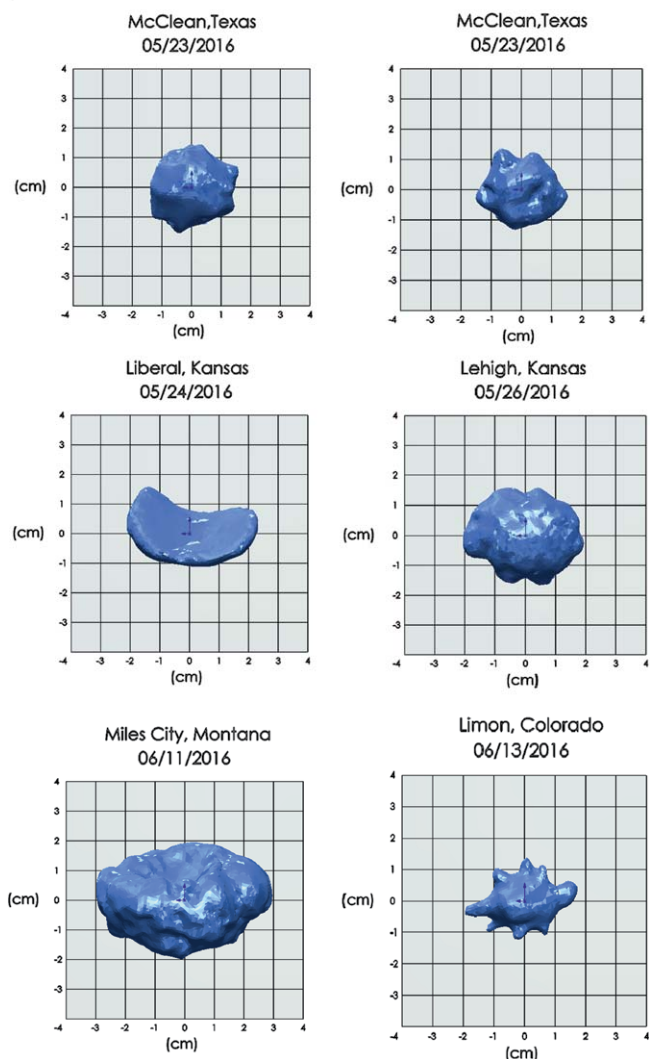 McClean,Texas
05/23/2016
4
3
2
1
(cm) 0
-1
-2
-3
-4 -3 -2 -1 0 1 2 3 4
(cm)
McClean,Texas
05/23/2016
4
3
2
1
(cm) 0
-1
-2
-3
-4 -3 -2 -1 0 1 2 3 4
(cm)
Liberal, Kansas
05/24/2016
4
3
2
1
(cm) 0
-1
-2
-3
-4 -3 -2 -1 0 1 2 3 4
(cm)
Lehigh, Kansas
05/26/2016
4
3
2
1
(cm) 0
-1
-2
-3
-4 -3 -2 -1 0 1 2 3 4
(cm)
Miles City, Montana
06/11/2016
4
3
2
1
(cm) 0
-1
-2
-3
-4 -3 -2 -1 0 1 2 3 4
(cm)
Limon, Colorado
06/13/2016
4
3
2
1
(cm) 0
-1
-2
-3
-4 -3 -2 -1 0 1 2 3 4
(cm)